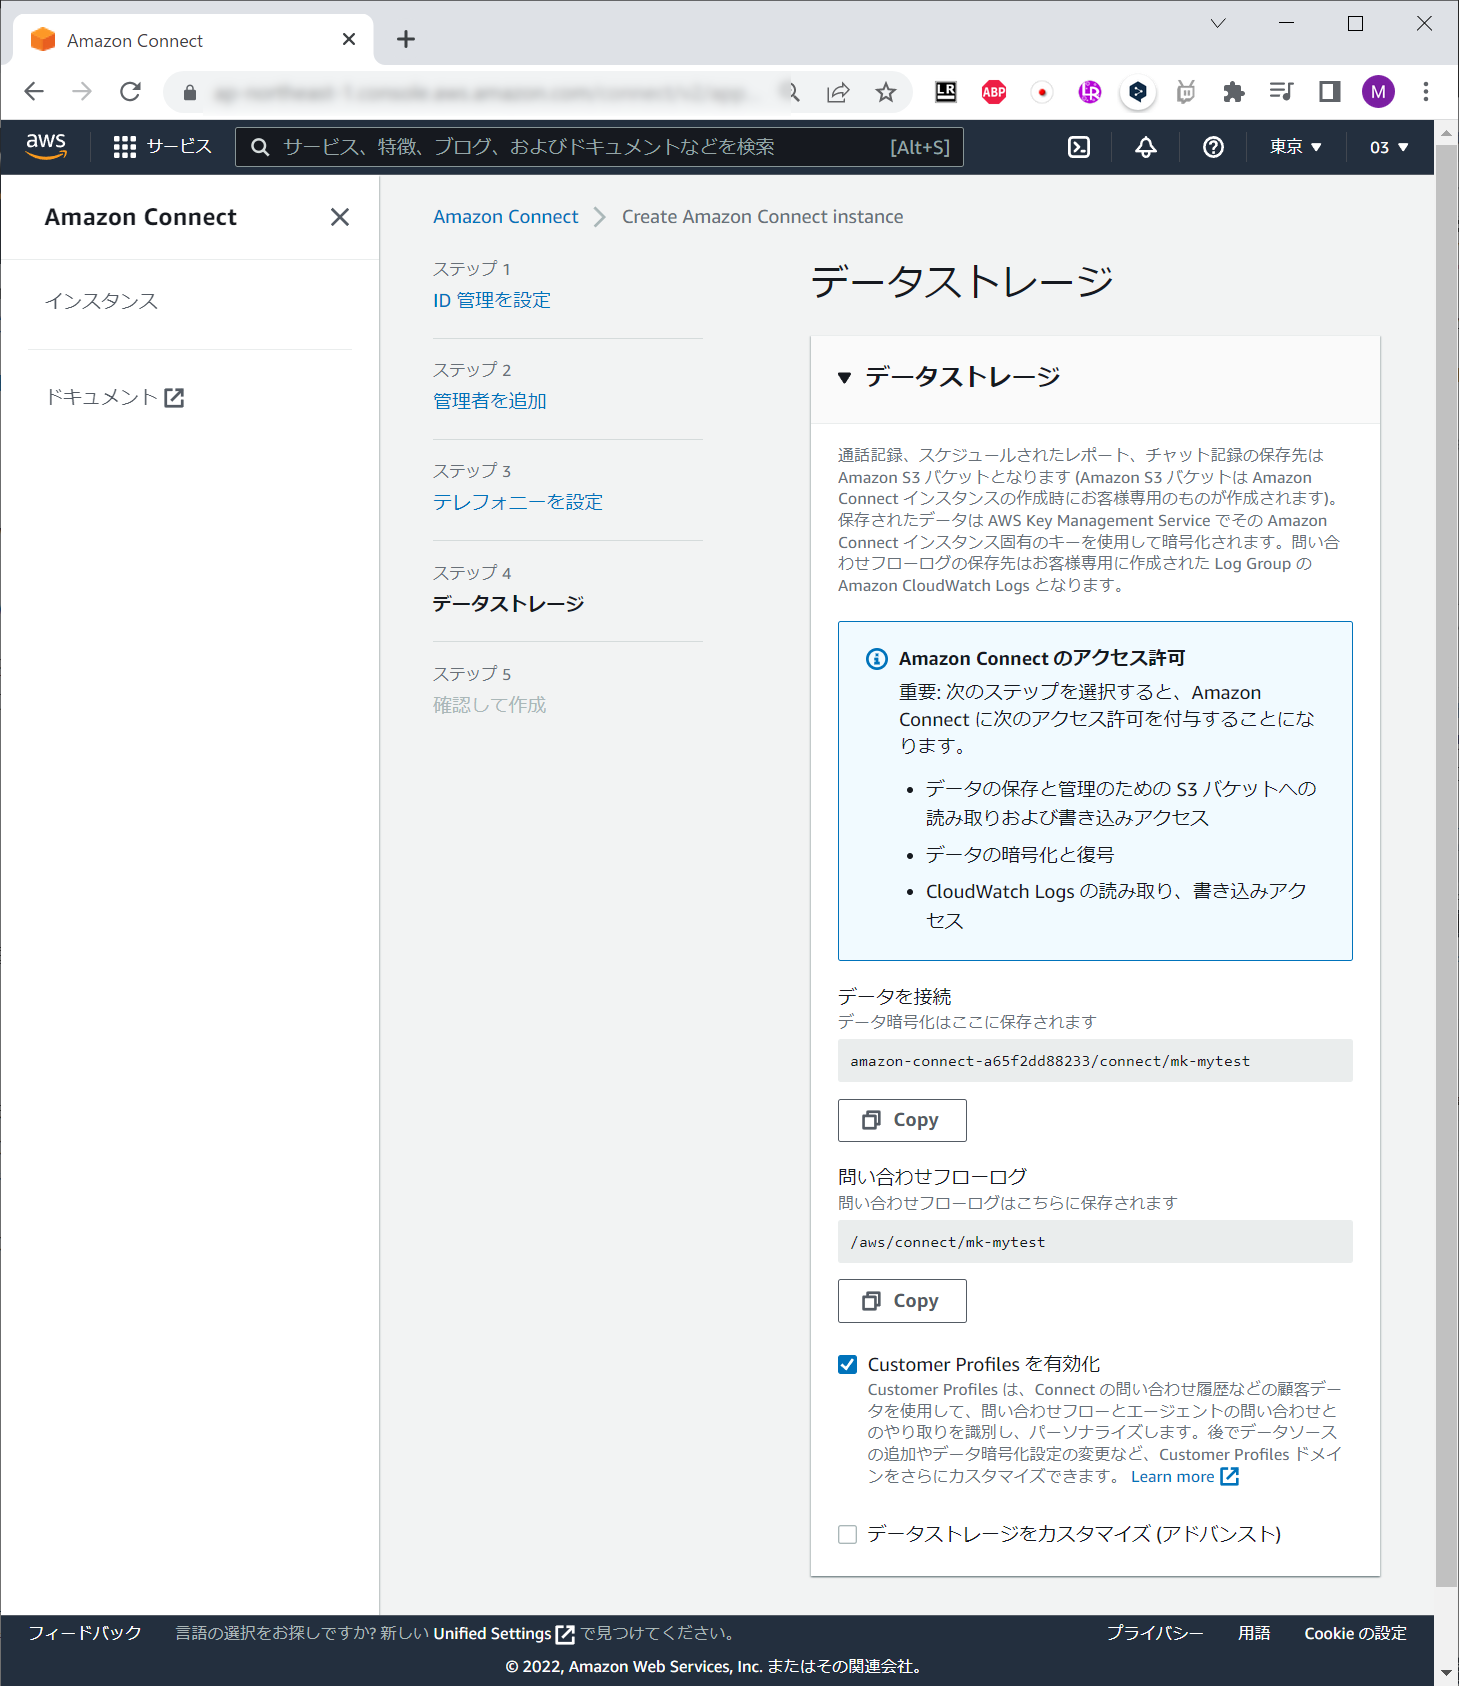 Amazon Connect
LR
ABP
LR
M
aws
サービス
サービス、特徴、ブログ、およびドキュメントなどを検索
[Alt+S]
東京 ▼
03 ▼
Amazon Connect
インスタンス
ドキュメント
Amazon Connect
Create Amazon Connect instance
ステップ 1
ID 管理を設定
ステップ 2
管理者を追加
ステップ 3
テレフォニーを設定
ステップ 4
データストレージ
ステップ 5
確認して作成
データストレージ
▼ データストレージ
通話記録、スケジュールされたレポート、チャット記録の保存先は
Amazon S3 バケットとなります (Amazon S3 バケットは Amazon
Connect インスタンスの作成時にお客様専用のものが作成されます)。
保存されたデータは AWS Key Management Service でその Amazon
Connect インスタンス固有のキーを使用して暗号化されます。問い合
わせフローログの保存先はお客様専用に作成された Log Group の
Amazon CloudWatch Logs となります。
Amazon Connect のアクセス許可
重要: 次のステップを選択すると、Amazon
Connect に次のアクセス許可を付与することにな
ります。
• データの保存と管理のための S3 バケットへの
読み取りおよび書き込みアクセス
• データの暗号化と復号
• CloudWatch Logs の読み取り、書き込みアク
セス
データを接続
データ暗号化はここに保存されます
amazon-connect-a65f2dd88233/connect/mk-mytest
Copy
問い合わせフローログ
問い合わせフローログはこちらに保存されます
/aws/connect/mk-mytest
Copy
Customer Profiles を有効化
Customer Profiles は、Connect の問い合わせ履歴などの顧客デー
タを使用して、問い合わせフローとエージェントの問い合わせと
のやり取りを識別し、パーソナライズします。後でデータソース
の追加やデータ暗号化設定の変更など、Customer Profiles ドメイ
ンをさらにカスタマイズできます。 Learn more
データストレージをカスタマイズ (アドバンスト)
フィードバック
言語の選択をお探しですか? 新しい Unified Settings で見つけてください。
プライバシー
用語
Cookie の設定
© 2022, Amazon Web Services, Inc. またはその関連会社。